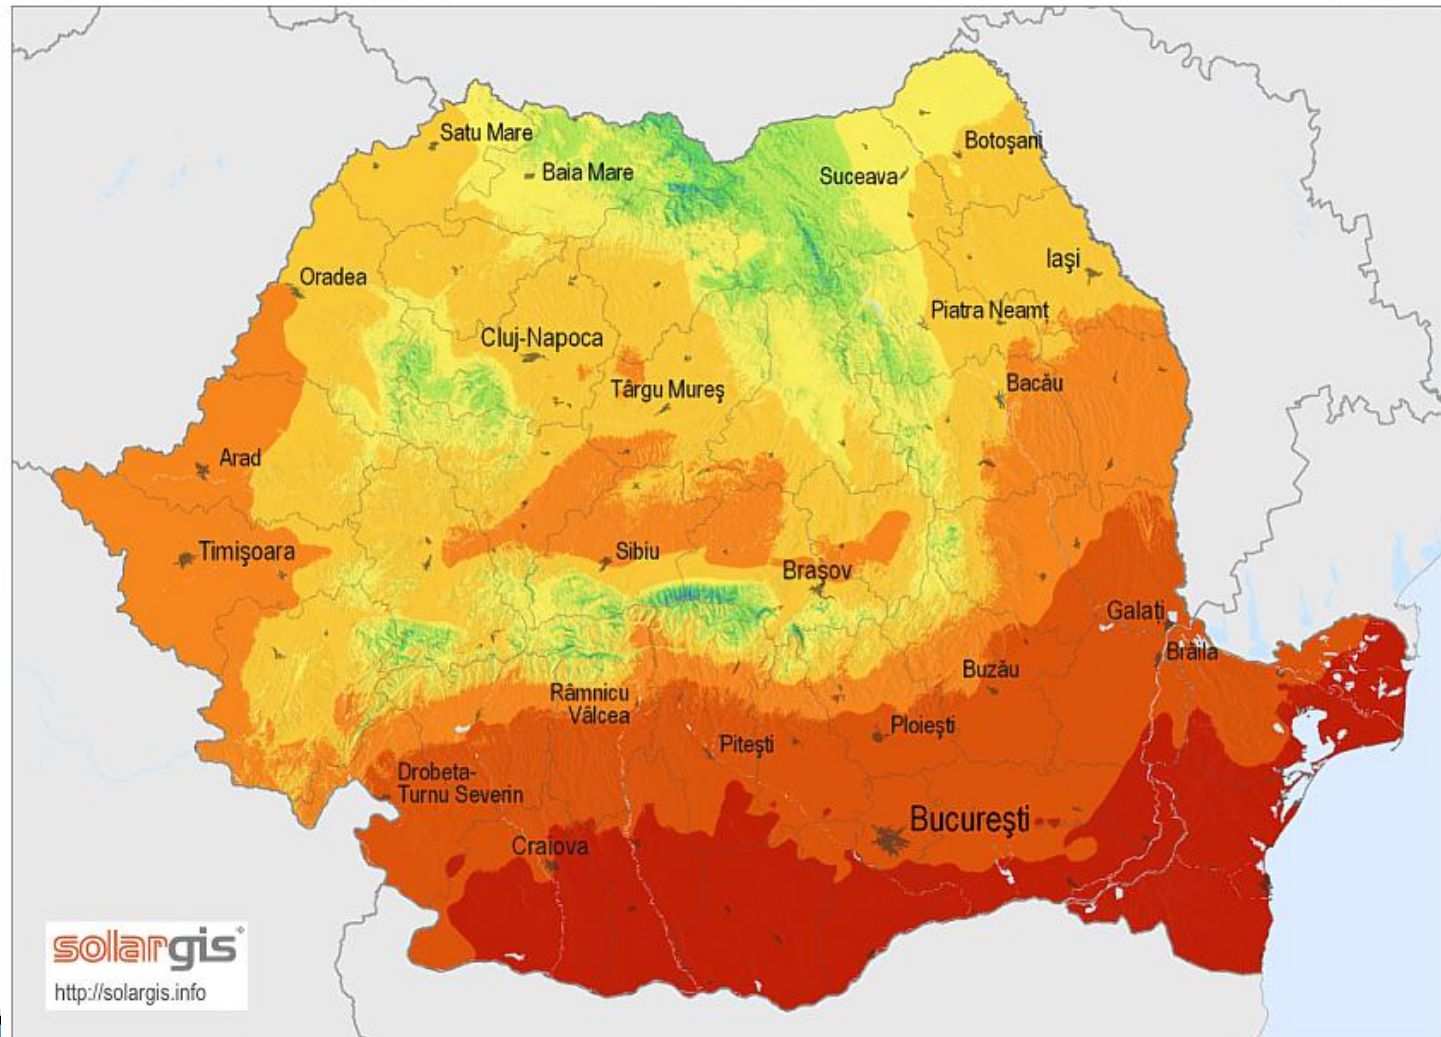 Satu Mare
Botoşani
Baia Mare
Suceava
Iaşi
Oradea
Piatra Neamt
Cluj-Napoca
Târgu Mureş
Bacău
Arad
Timişoara
Sibiu
Braşov
Galaţi
Brăila
Buzău
Râmnicu
Vâlcea
Ploieşti
Piteşti
Drobeta-
Turnu Severin
Bucureşti
Craiova
solargis
http://solargis.info